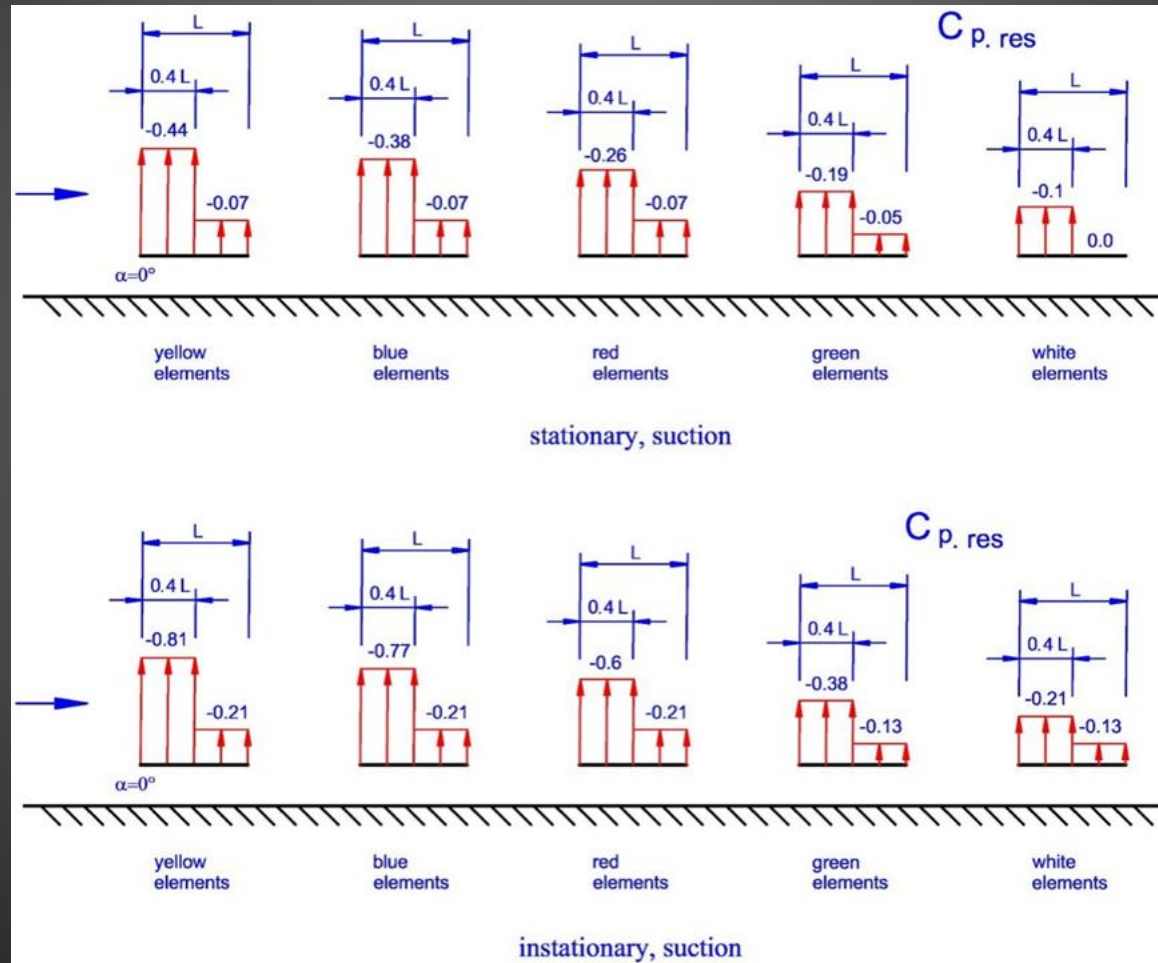 C p. res
L
L
L
L
L
0.4 L
0.4 L
0.4 L
0.4 L
0.4 L
-0.44
-0.38
-0.26
-0.19
-0.1
-0.07
-0.07
-0.07
-0.05
0.0
α=0°
yellow elements
blue elements
red elements
green elements
white elements
stationary, suction
C p. res
L
L
L
L
L
0.4 L
0.4 L
0.4 L
0.4 L
0.4 L
-0.81
-0.77
-0.6
-0.38
-0.21
-0.21
-0.21
-0.21
-0.13
-0.13
α=0°
yellow elements
blue elements
red elements
green elements
white elements
instationary, suction